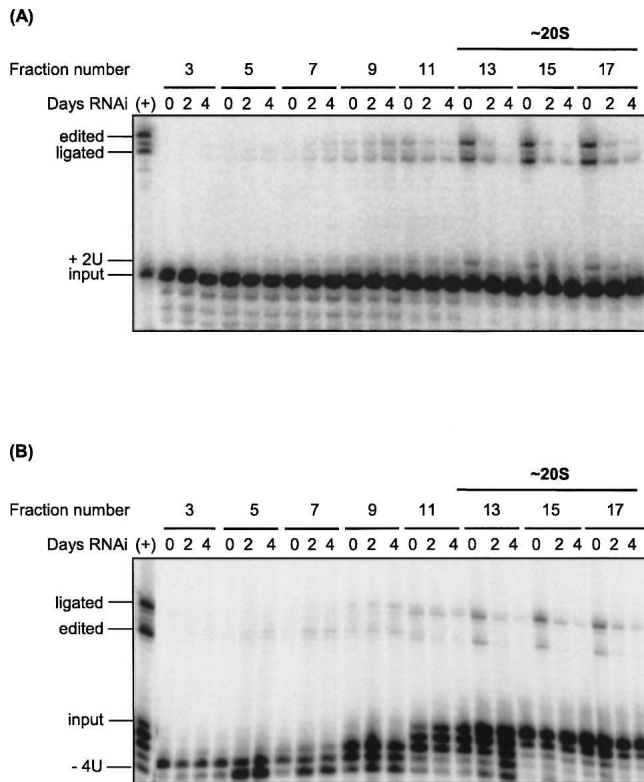 (A)
~20S
Fraction number 3 5 7 9 11 13 15 17
Days RNAi (+) 0 2 4 0 2 4 0 2 4 0 2 4 0 2 4 0 2 4 0 2 4 0 2 4
edited
ligated
+ 2U
input
(B)
~20S
Fraction number 3 5 7 9 11 13 15 17
Days RNAi (+) 0 2 4 0 2 4 0 2 4 0 2 4 0 2 4 0 2 4 0 2 4 0 2 4
ligated
edited
input
- 4U